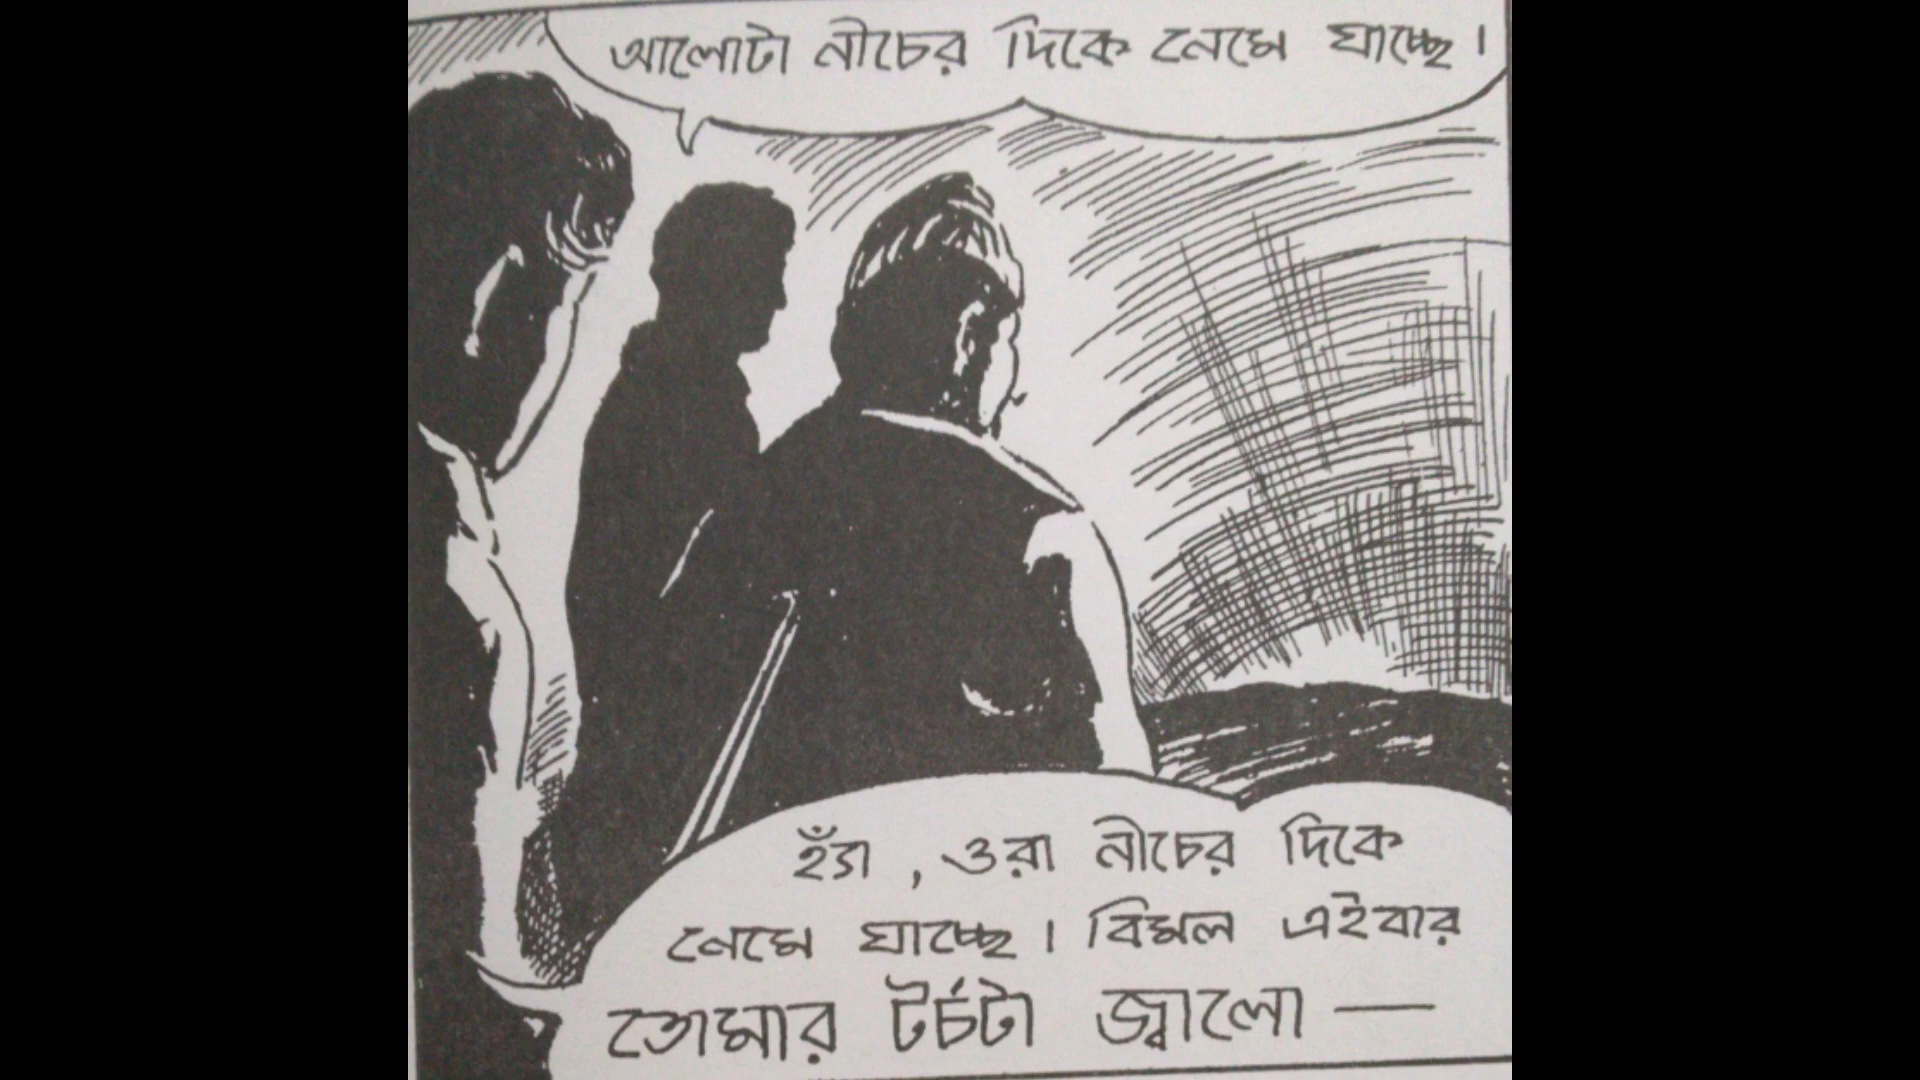 আলোটা নীচের দিকে নেমে যাচ্ছে।
হ্যাঁ, ওরা নীচের দিকে
নেমে যাচ্ছে। বিমল এইবার
তোমার টর্চটা জ্বালো —